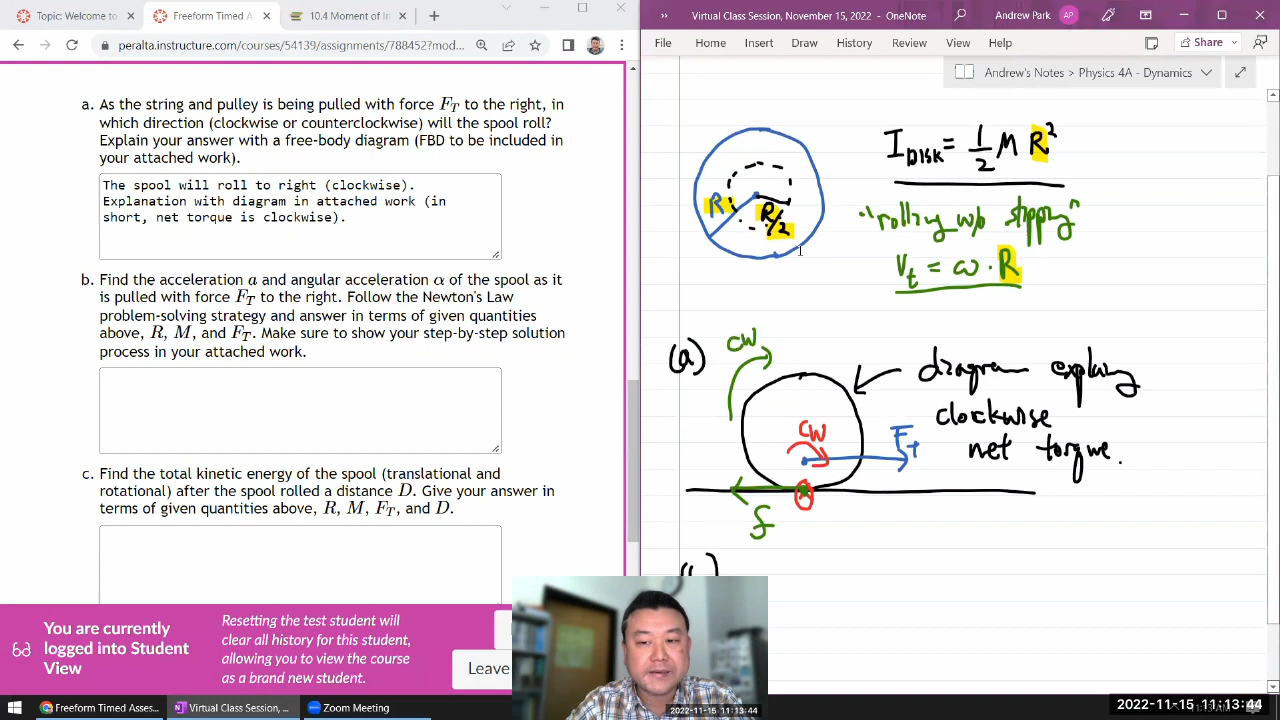 Topic: Welcome to
Freeform Timed A
10.4 Moment of In
peralta.instructure.com/courses/54139/assignments/788452?mod...
a. As the string and pulley is being pulled with force F_T to the right, in
which direction (clockwise or counterclockwise) will the spool roll?
Explain your answer with a free-body diagram (FBD to be included in
your attached work).
The spool will roll to right (clockwise).
Explanation with diagram in attached work (in
short, net torque is clockwise).
b. Find the acceleration a and angular acceleration α of the spool as it
is pulled with force F_T to the right. Follow the Newton's Law
problem-solving strategy and answer in terms of given quantities
above, R, M, and F_T. Make sure to show your step-by-step solution
process in your attached work.
c. Find the total kinetic energy of the spool (translational and
rotational) after the spool rolled a distance D. Give your answer in
terms of given quantities above, R, M, F_T, and D.
You are currently
logged into Student
View
Resetting the test student will
clear all history for this student,
allowing you to view the course
as a brand new student.
Leave
Virtual Class Session, November 15, 2022 - OneNote
Andrew Park
AP
File Home Insert Draw History Review View Help
Share
Andrew's Notes > Physics 4A - Dynamics
R
R/2
I_DISK = 1/2 M R²
"rolling w/o slipping"
V_t = ω · R
(a)
CW
diagram explaing
clockwise
net torque.
CW
F_T
f
Freeform Timed Asses...
Virtual Class Session, ...
Zoom Meeting
2022-11-15 11:13:44
2022-11-15 11:13:44